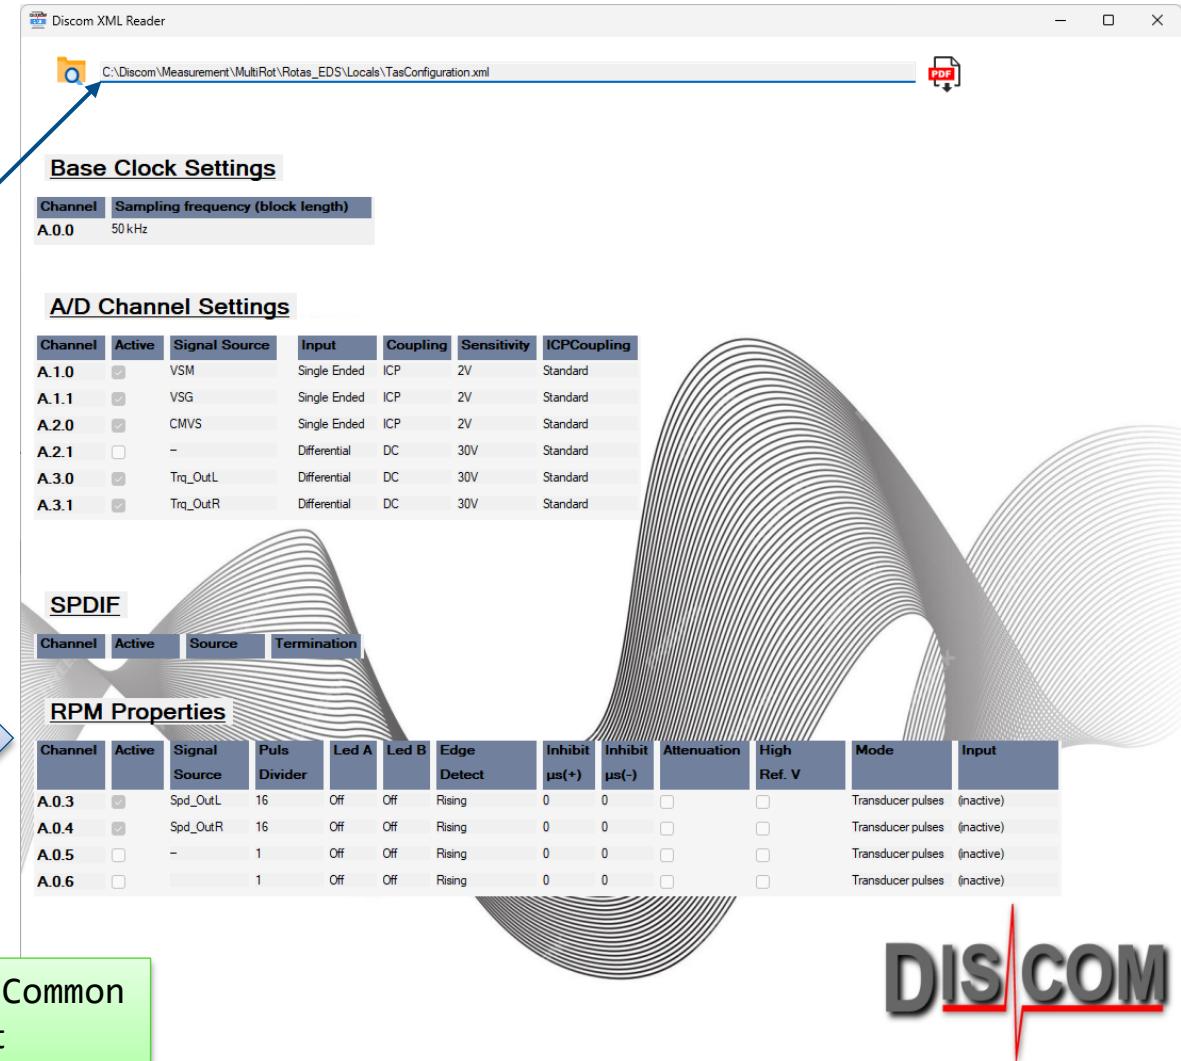 Discom XML Reader
C:\Discom\Measurement\MultiRot\Rotas_EDS\Locals\TasConfiguration.xml
PDF
Base Clock Settings
Channel Sampling frequency (block length)
A.0.0 50 kHz
A/D Channel Settings
Channel Active Signal Source Input Coupling Sensitivity ICPCoupling
A.1.0 VSM Single Ended ICP 2V Standard
A.1.1 VSG Single Ended ICP 2V Standard
A.2.0 CMVS Single Ended ICP 2V Standard
A.2.1 – Differential DC 30V Standard
A.3.0 Trq_OutL Differential DC 30V Standard
A.3.1 Trq_OutR Differential DC 30V Standard
SPDIF
Channel Active Source Termination
RPM Properties
Channel Active Signal Puls Led A Led B Edge Inhibit Inhibit Attenuation High Mode Input
Source Divider Detect µs(+) µs(-) Ref. V
A.0.3 Spd_OutL 16 Off Off Rising 0 0 Transducer pulses (inactive)
A.0.4 Spd_OutR 16 Off Off Rising 0 0 Transducer pulses (inactive)
A.0.5 – 1 Off Off Rising 0 0 Transducer pulses (inactive)
A.0.6 1 Off Off Rising 0 0 Transducer pulses (inactive)
DISCOM
Common